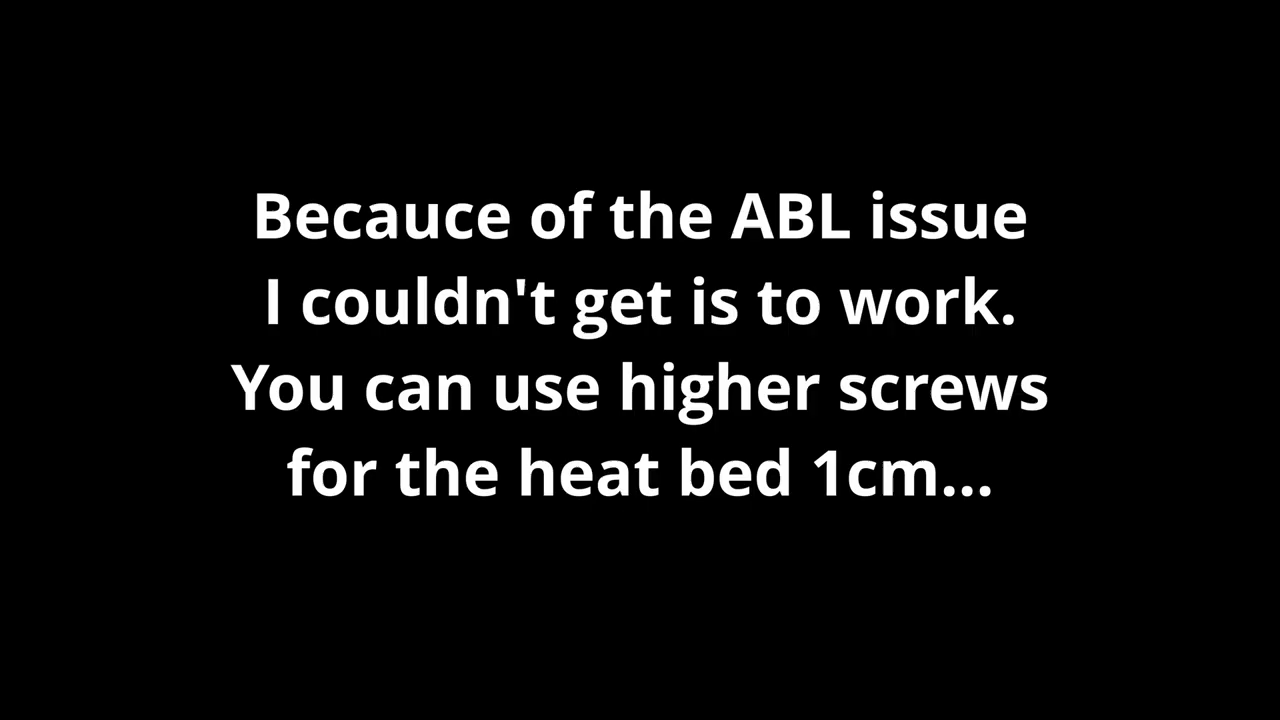 Becauce of the ABL issue
I couldn't get is to work.
You can use higher screws
for the heat bed 1cm...